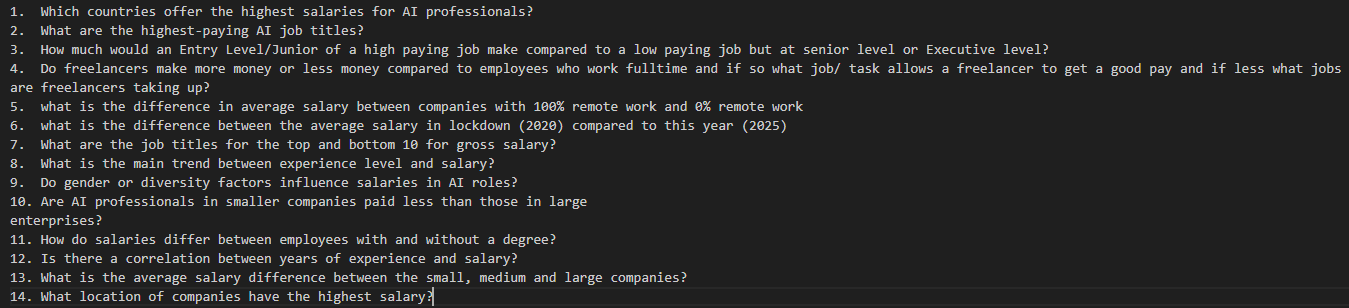 1. Which countries offer the highest salaries for AI professionals?
2. What are the highest-paying AI job titles?
3. How much would an Entry Level/Junior of a high paying job make compared to a low paying job but at senior level or Executive level?
4. Do freelancers make more money or less money compared to employees who work fulltime and if so what job/ task allows a freelancer to get a good pay and if less what jobs
are freelancers taking up?
5. what is the difference in average salary between companies with 100% remote work and 0% remote work
6. what is the difference between the average salary in lockdown (2020) compared to this year (2025)
7. What are the job titles for the top and bottom 10 for gross salary?
8. What is the main trend between experience level and salary?
9. Do gender or diversity factors influence salaries in AI roles?
10. Are AI professionals in smaller companies paid less than those in large
enterprises?
11. How do salaries differ between employees with and without a degree?
12. Is there a correlation between years of experience and salary?
13. What is the average salary difference between the small, medium and large companies?
14. What location of companies have the highest salary?